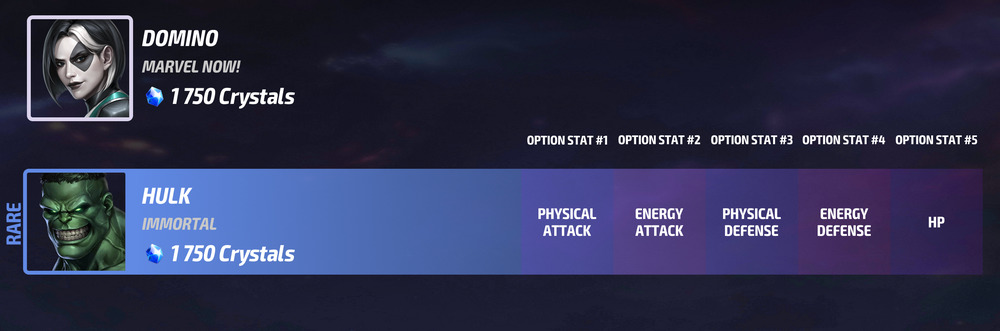 DOMINO
MARVEL NOW!
1 750 Crystals
OPTION STAT #1 OPTION STAT #2 OPTION STAT #3 OPTION STAT #4 OPTION STAT #5
RARE
HULK
IMMORTAL
1 750 Crystals
PHYSICAL
ATTACK
ENERGY
ATTACK
PHYSICAL
DEFENSE
ENERGY
DEFENSE
HP